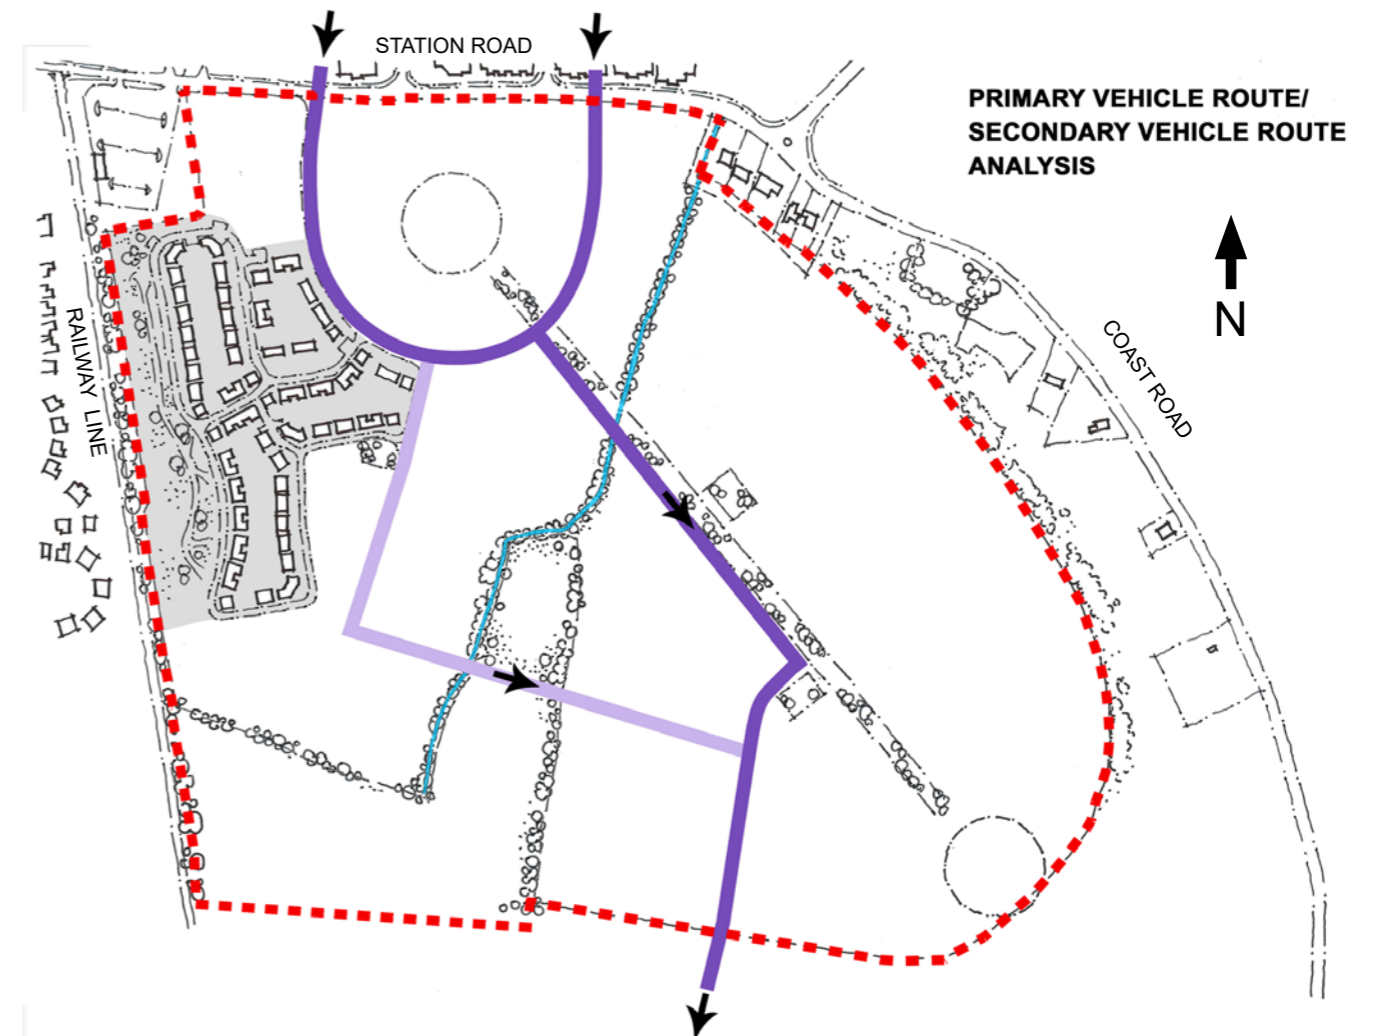 STATION ROAD
PRIMARY VEHICLE ROUTE/
SECONDARY VEHICLE ROUTE
ANALYSIS
N
RAILWAY LINE
COAST ROAD